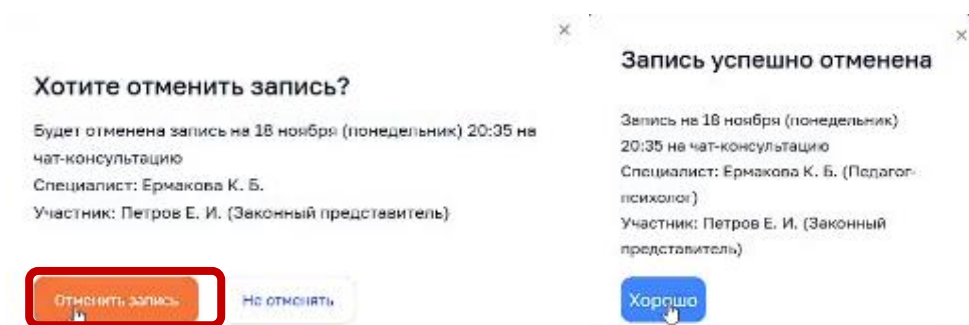 Хотите отменить запись?
Будет отменена запись на 18 ноября (понедельник) 20:35 на
чат-консультацию
Специалист: Ермакова К. Б.
Участник: Петров Е. И. (Законный представитель)
Отменить запись
Не отменять
Запись успешно отменена
Запись на 18 ноября (понедельник)
20:35 на чат-консультацию
Специалист: Ермакова К. Б. (Педагог-
психолог)
Участник: Петров Е. И. (Законный
представитель)
Хорошо